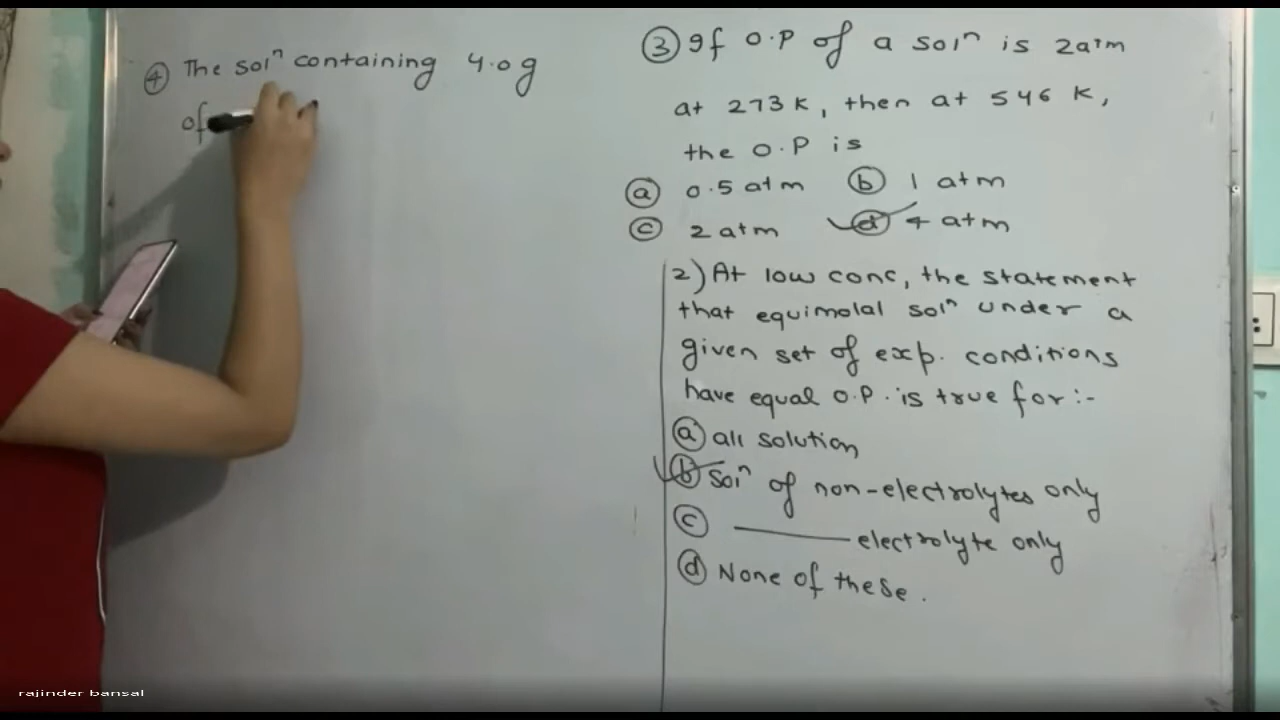 ④ The solⁿ containing 4.0g
of
③ If O.P of a solⁿ is 2atm
at 273 K, then at 546 K,
the O.P is
ⓐ 0.5 atm ⓑ 1 atm
ⓒ 2 atm ⓓ 4 atm
2) At low conc, the statement
that equimolal solⁿ under a
given set of exp. conditions
have equal O.P. is true for :-
ⓐ all solution
ⓑ Solⁿ of non-electrolytes only
ⓒ ——— electrolyte only
ⓓ None of these.
rajinder bansal